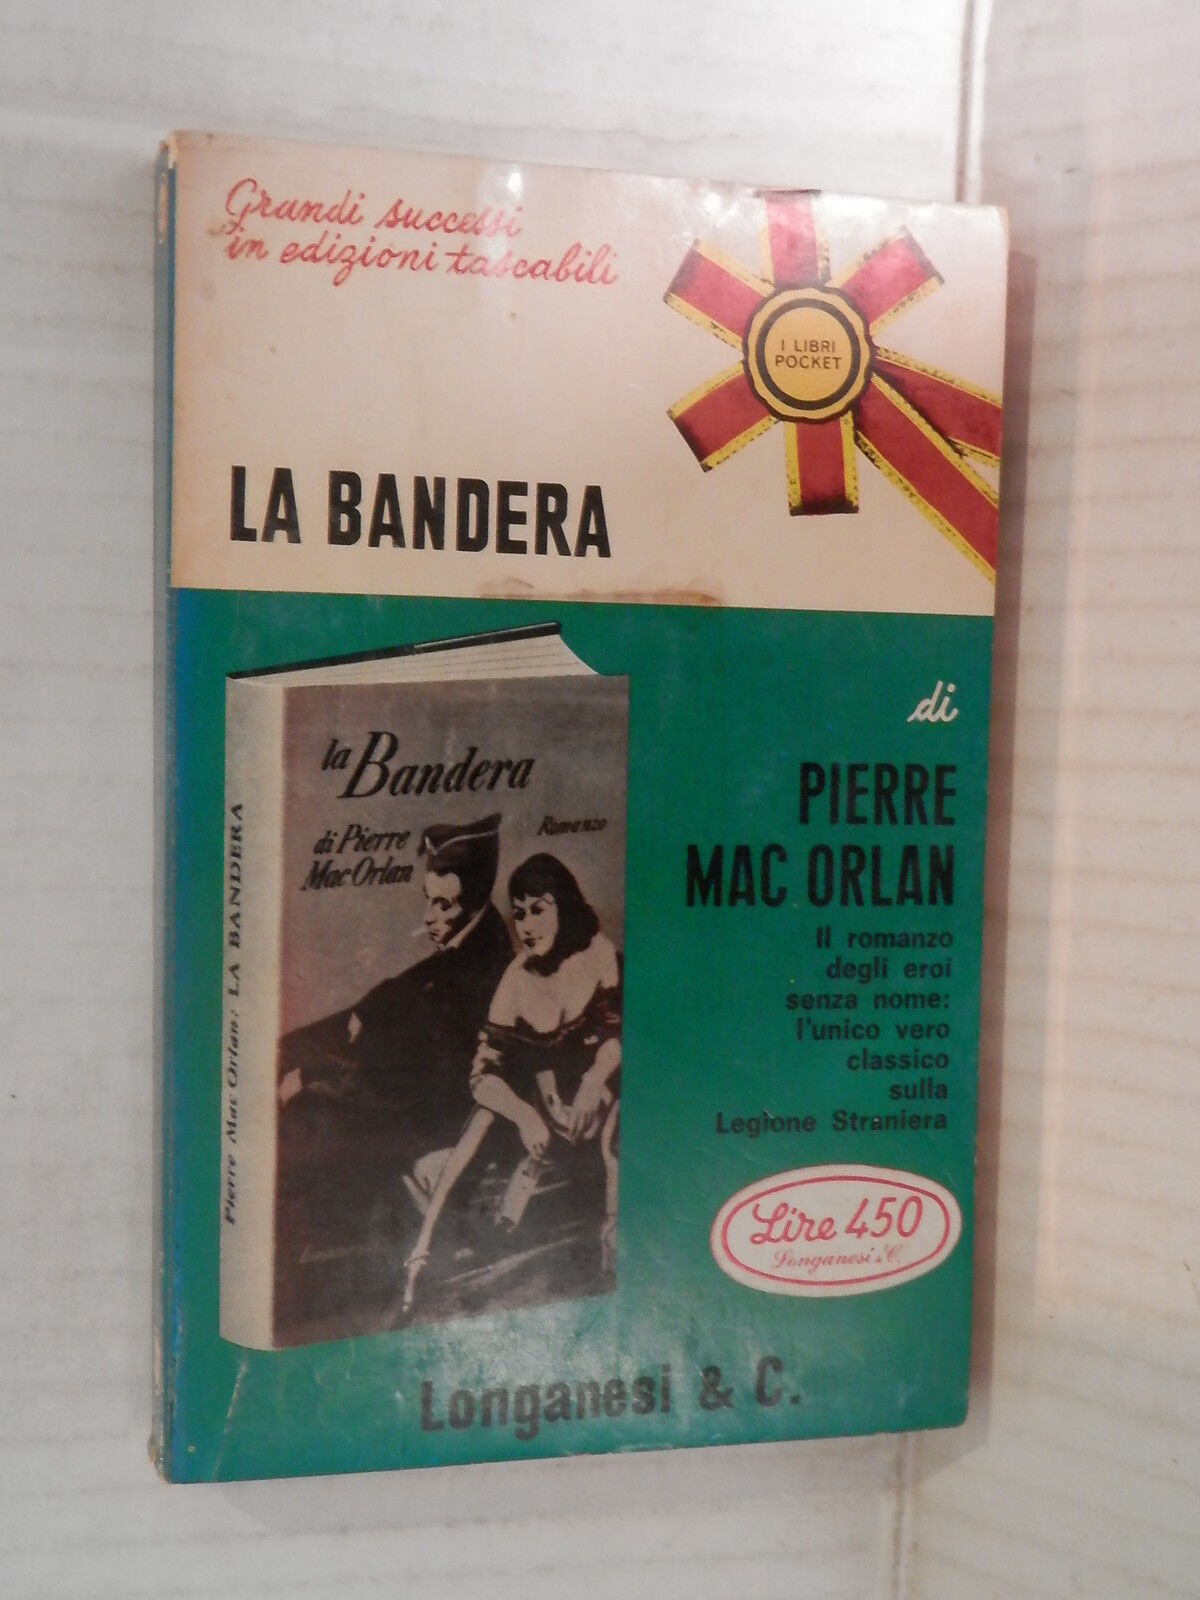 Grandi successi
in edizioni tascabili
I LIBRI
POCKET
LA BANDERA
la Bandera
di Pierre
Mac Orlan
Romanzo
Pierre Mac Orlan: LA BANDERA
di
PIERRE
MAC ORLAN
Il romanzo
degli eroi
senza nome:
l'unico vero
classico
sulla
Legione Straniera
Lire 450
Longanesi & C.
Longanesi & C.